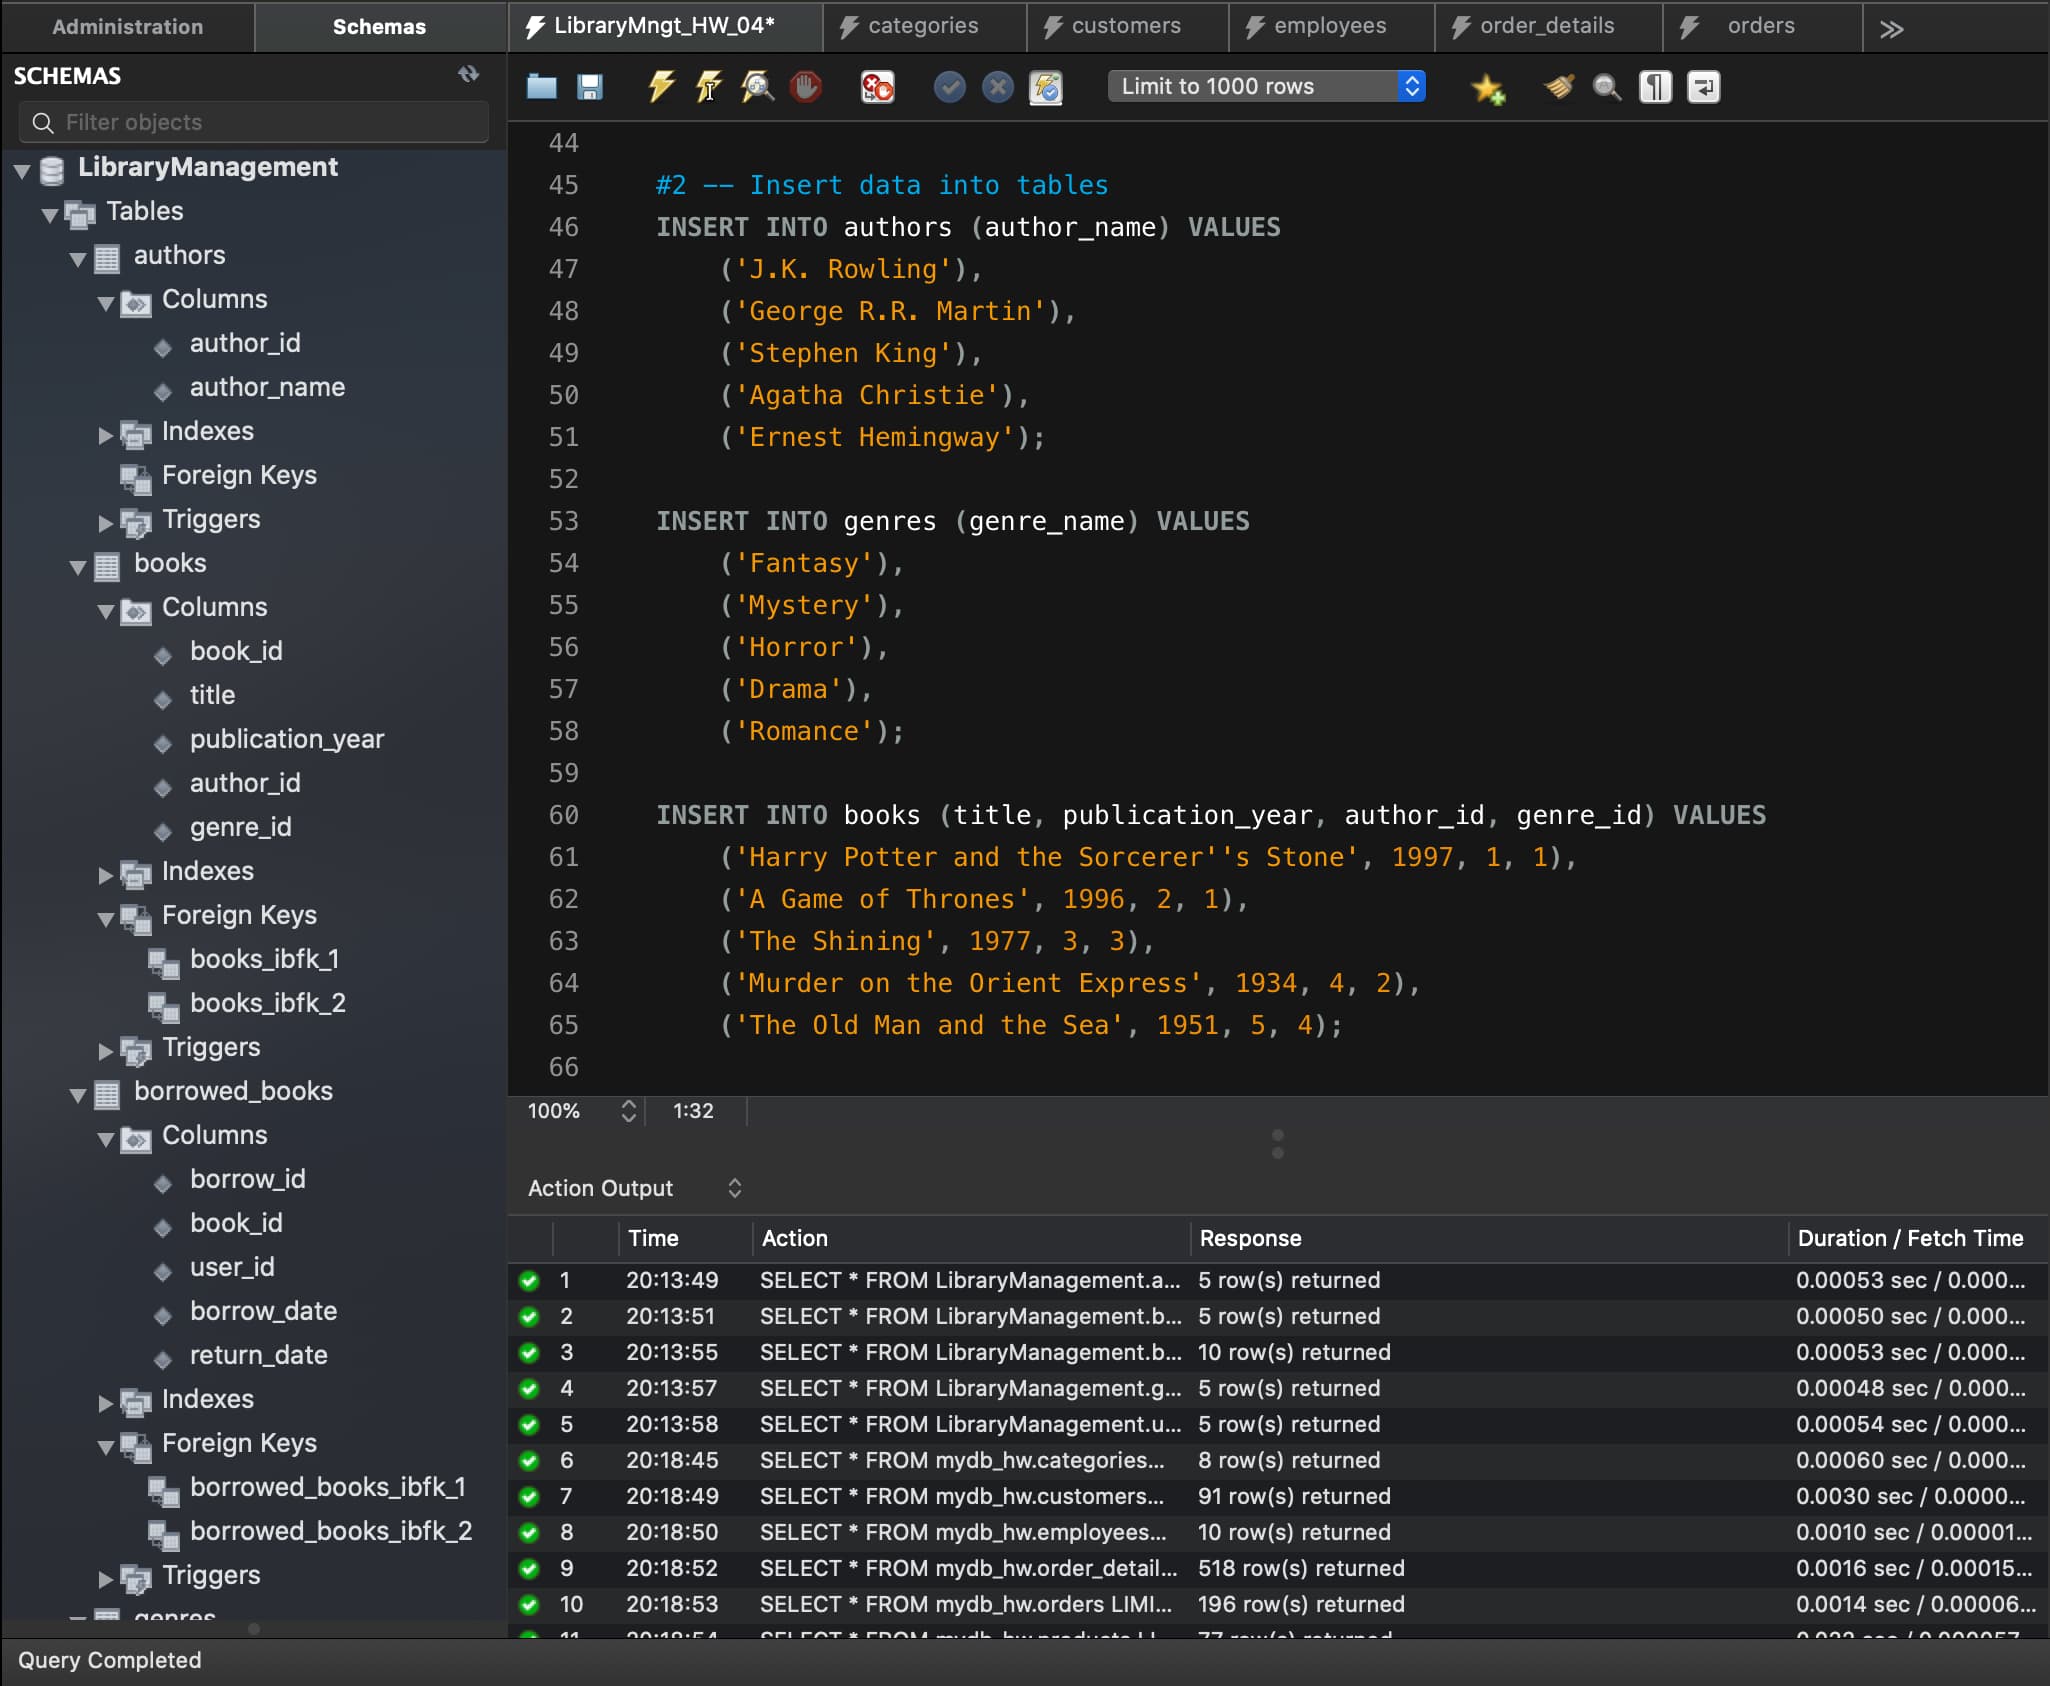 Administration
Schemas
LibraryMngt_HW_04*
categories
customers
employees
order_details
orders
SCHEMAS
Filter objects
Limit to 1000 rows
LibraryManagement
Tables
authors
Columns
author_id
author_name
Indexes
Foreign Keys
Triggers
books
Columns
book_id
title
publication_year
author_id
genre_id
Indexes
Foreign Keys
books_ibfk_1
books_ibfk_2
Triggers
borrowed_books
Columns
borrow_id
book_id
user_id
borrow_date
return_date
Indexes
Foreign Keys
borrowed_books_ibfk_1
borrowed_books_ibfk_2
Triggers
genres
44
45 #2 -- Insert data into tables
46 INSERT INTO authors (author_name) VALUES
47 ('J.K. Rowling'),
48 ('George R.R. Martin'),
49 ('Stephen King'),
50 ('Agatha Christie'),
51 ('Ernest Hemingway');
52
53 INSERT INTO genres (genre_name) VALUES
54 ('Fantasy'),
55 ('Mystery'),
56 ('Horror'),
57 ('Drama'),
58 ('Romance');
59
60 INSERT INTO books (title, publication_year, author_id, genre_id) VALUES
61 ('Harry Potter and the Sorcerer''s Stone', 1997, 1, 1),
62 ('A Game of Thrones', 1996, 2, 1),
63 ('The Shining', 1977, 3, 3),
64 ('Murder on the Orient Express', 1934, 4, 2),
65 ('The Old Man and the Sea', 1951, 5, 4);
66
100% 1:32
Action Output
Time Action Response Duration / Fetch Time
1 20:13:49 SELECT * FROM LibraryManagement.a... 5 row(s) returned 0.00053 sec / 0.000...
2 20:13:51 SELECT * FROM LibraryManagement.b... 5 row(s) returned 0.00050 sec / 0.000...
3 20:13:55 SELECT * FROM LibraryManagement.b... 10 row(s) returned 0.00053 sec / 0.000...
4 20:13:57 SELECT * FROM LibraryManagement.g... 5 row(s) returned 0.00048 sec / 0.000...
5 20:13:58 SELECT * FROM LibraryManagement.u... 5 row(s) returned 0.00054 sec / 0.000...
6 20:18:45 SELECT * FROM mydb_hw.categories... 8 row(s) returned 0.00060 sec / 0.000...
7 20:18:49 SELECT * FROM mydb_hw.customers... 91 row(s) returned 0.0030 sec / 0.0000...
8 20:18:50 SELECT * FROM mydb_hw.employees... 10 row(s) returned 0.0010 sec / 0.00001...
9 20:18:52 SELECT * FROM mydb_hw.order_detail... 518 row(s) returned 0.0016 sec / 0.00015...
10 20:18:53 SELECT * FROM mydb_hw.orders LIMI... 196 row(s) returned 0.0014 sec / 0.00006...
11 20:18:54 SELECT * FROM mydb_hw.products 77 row(s) returned
Query Completed